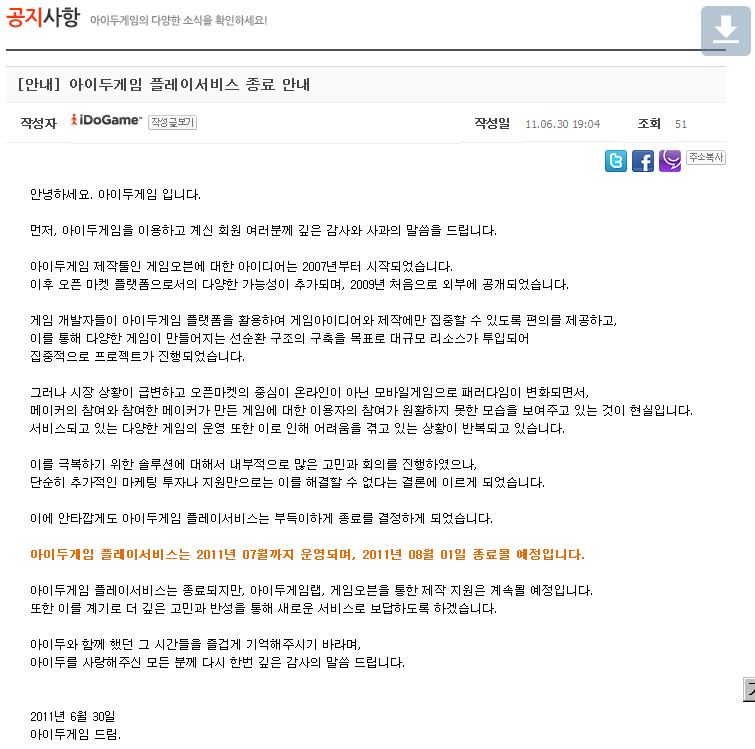 공지사항 아이두게임의 다양한 소식을 확인하세요!
[안내] 아이두게임 플레이서비스 종료 안내
작성자 iDoGame 작성글보기 작성일 11.06.30 19:04 조회 51
주소복사
안녕하세요. 아이두게임 입니다.
먼저, 아이두게임을 이용하고 계신 회원 여러분께 깊은 감사와 사과의 말씀을 드립니다.
아이두게임 제작툴인 게임오븐에 대한 아이디어는 2007년부터 시작되었습니다.
이후 오픈 마켓 플랫폼으로서의 다양한 가능성이 추가되며, 2009년 처음으로 외부에 공개되었습니다.
게임 개발자들이 아이두게임 플랫폼을 활용하여 게임아이디어와 제작에만 집중할 수 있도록 편의를 제공하고,
이를 통해 다양한 게임이 만들어지는 선순환 구조의 구축을 목표로 대규모 리소스가 투입되어
집중적으로 프로젝트가 진행되었습니다.
그러나 시장 상황이 급변하고 오픈마켓의 중심이 온라인이 아닌 모바일게임으로 패러다임이 변화되면서,
메이커의 참여와 참여한 메이커가 만든 게임에 대한 이용자의 참여가 원활하지 못한 모습을 보여주고 있는 것이 현실입니다.
서비스되고 있는 다양한 게임의 운영 또한 이로 인해 어려움을 겪고 있는 상황이 반복되고 있습니다.
이를 극복하기 위한 솔루션에 대해서 내부적으로 많은 고민과 회의를 진행하였으나,
단순히 추가적인 마케팅 투자나 지원만으로는 이를 해결할 수 없다는 결론에 이르게 되었습니다.
이에 안타깝게도 아이두게임 플레이서비스는 부득이하게 종료를 결정하게 되었습니다.
아이두게임 플레이서비스는 2011년 07월까지 운영되며, 2011년 08월 01일 종료될 예정입니다.
아이두게임 플레이서비스는 종료되지만, 아이두게임랩, 게임오븐을 통한 제작 지원은 계속될 예정입니다.
또한 이를 계기로 더 깊은 고민과 반성을 통해 새로운 서비스로 보답하도록 하겠습니다.
아이두와 함께 했던 그 시간들을 즐겁게 기억해주시기 바라며,
아이두를 사랑해주신 모든 분께 다시 한번 깊은 감사의 말씀 드립니다.
2011년 6월 30일
아이두게임 드림.